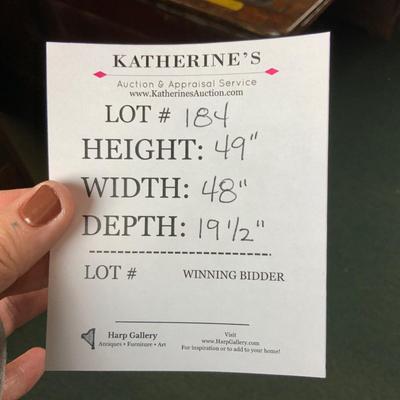 KATHERINE'S
Auction & Appraisal Service
www.KatherinesAuction.com
LOT # 184
HEIGHT: 49"
WIDTH: 48"
DEPTH: 19 1/2"
LOT # WINNING BIDDER
Harp Gallery
Antiques • Furniture • Art
Visit
www.HarpGallery.com
For inspiration or to add to your home!